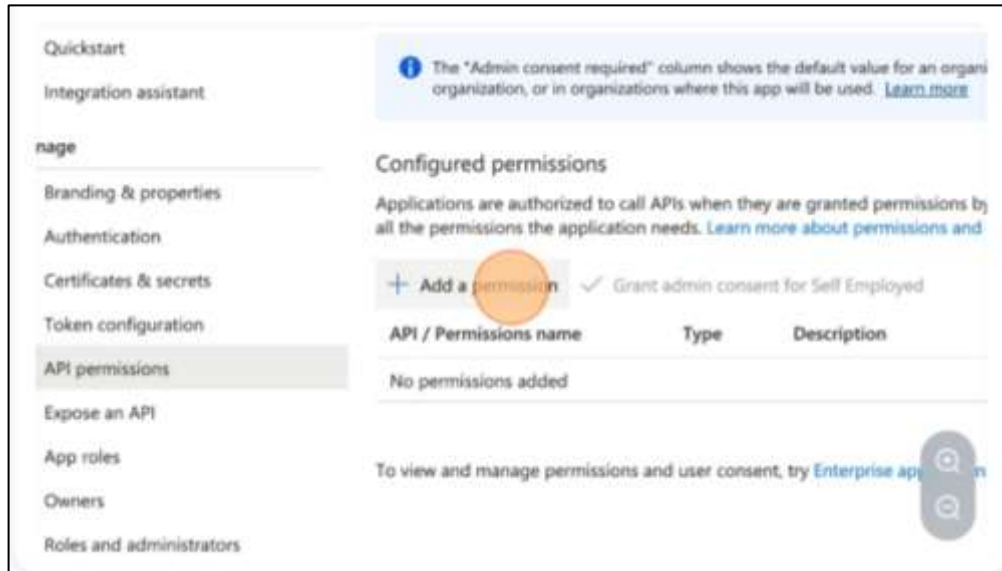 Quickstart
Integration assistant
nage
Branding & properties
Authentication
Certificates & secrets
Token configuration
API permissions
Expose an API
App roles
Owners
Roles and administrators
The "Admin consent required" column shows the default value for an organi
organization, or in organizations where this app will be used. Learn more
Configured permissions
Applications are authorized to call APIs when they are granted permissions by
all the permissions the application needs. Learn more about permissions and
+ Add a permission ✓ Grant admin consent for Self Employed
API / Permissions name Type Description
No permissions added
To view and manage permissions and user consent, try Enterprise ap